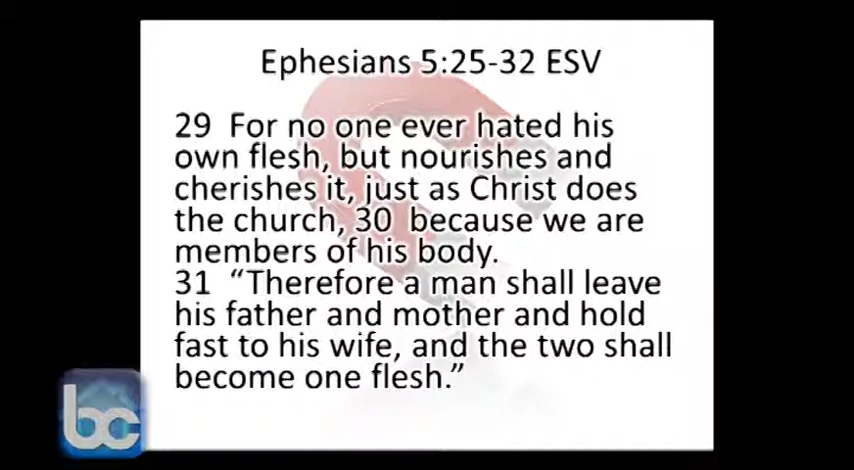 Ephesians 5:25-32 ESV
29 For no one ever hated his
own flesh, but nourishes and
cherishes it, just as Christ does
the church, 30 because we are
members of his body.
31 “Therefore a man shall leave
his father and mother and hold
fast to his wife, and the two shall
become one flesh.”
bc